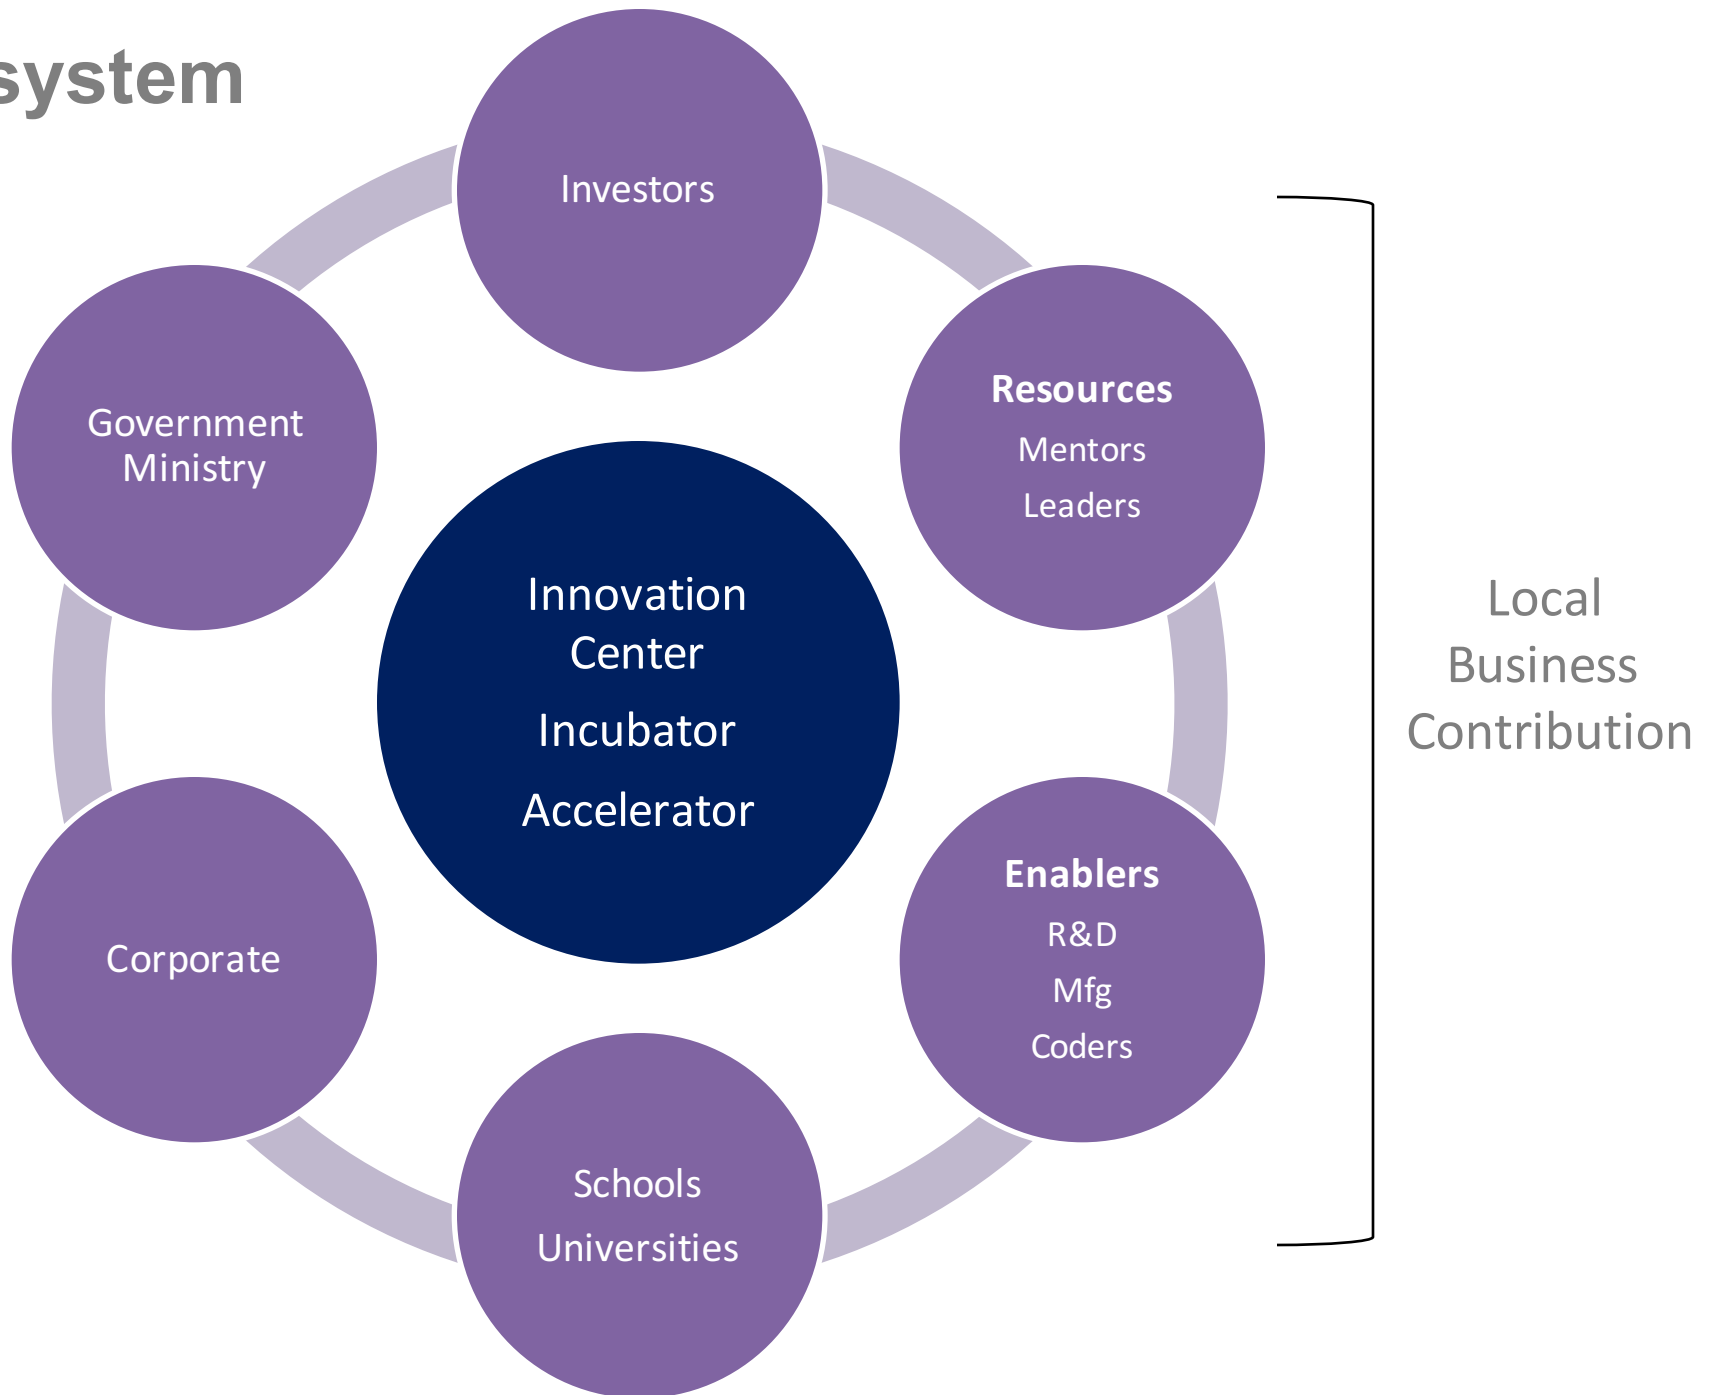 system
Investors
Government
Ministry
Resources
Mentors
Leaders
Innovation
Center
Incubator
Accelerator
Local
Business
Contribution
Corporate
Enablers
R&D
Mfg
Coders
Schools
Universities